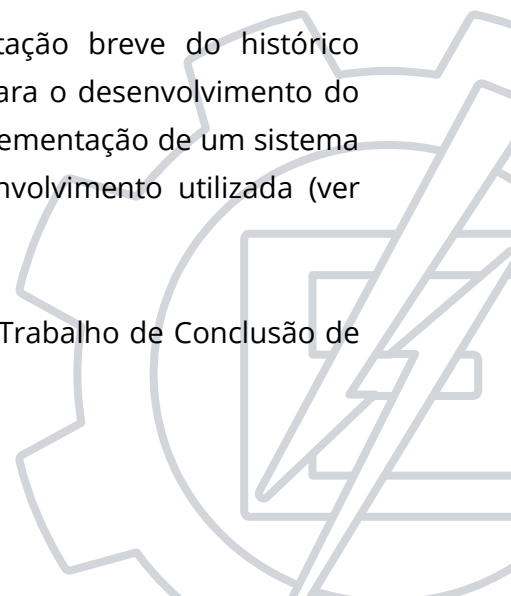 tação breve do histórico
ara o desenvolvimento do
ementação de um sistema
nvolvimento utilizada (ver
Trabalho de Conclusão de